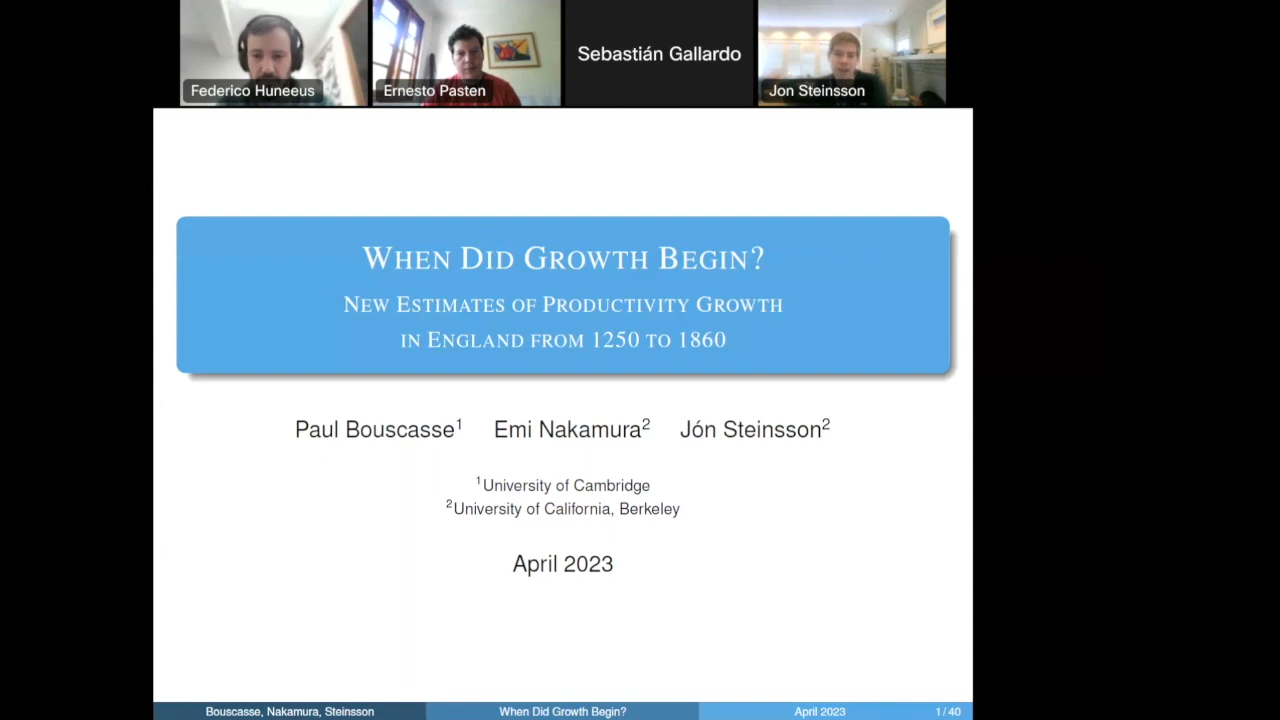 Federico Huneeus
Ernesto Pasten
Sebastián Gallardo
Jon Steinsson
WHEN DID GROWTH BEGIN?
NEW ESTIMATES OF PRODUCTIVITY GROWTH
IN ENGLAND FROM 1250 TO 1860
Paul Bouscasse¹ Emi Nakamura² Jón Steinsson²
¹University of Cambridge
²University of California, Berkeley
April 2023
Bouscasse, Nakamura, Steinsson When Did Growth Begin? April 2023 1 / 40